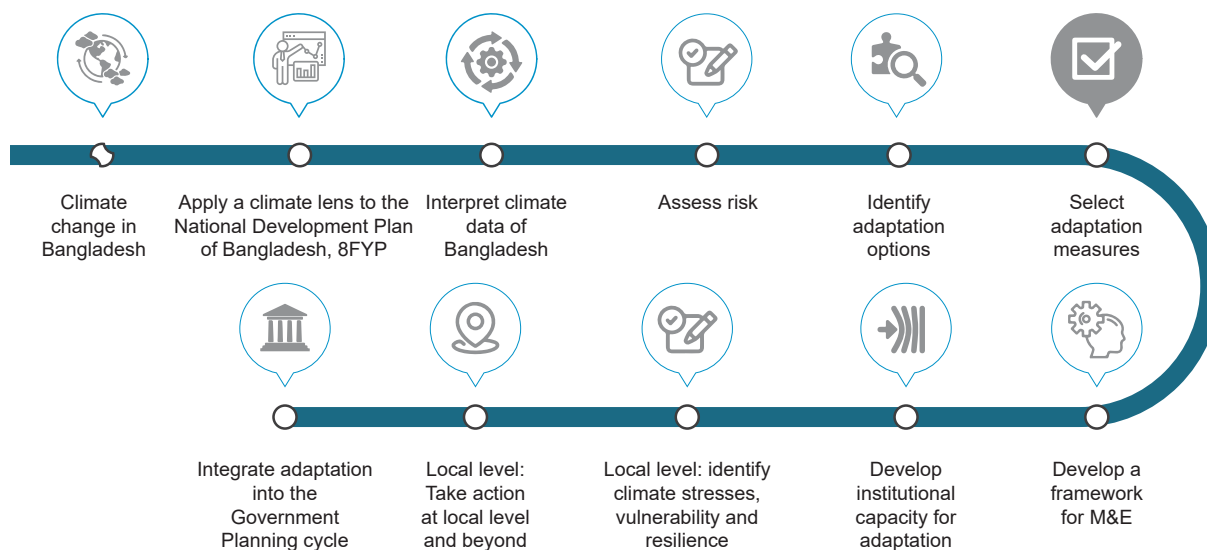 Climate
change in
Bangladesh
Apply a climate lens to the
National Development Plan
of Bangladesh, 8FYP
Interpret climate
data of
Bangladesh
Assess risk
Identify
adaptation
options
Select
adaptation
measures
Integrate adaptation
into the
Government
Planning cycle
Local level:
Take action
at local level
and beyond
Local level: identify
climate stresses,
vulnerability and
resilience
Develop
institutional
capacity for
adaptation
Develop a
framework
for M&E